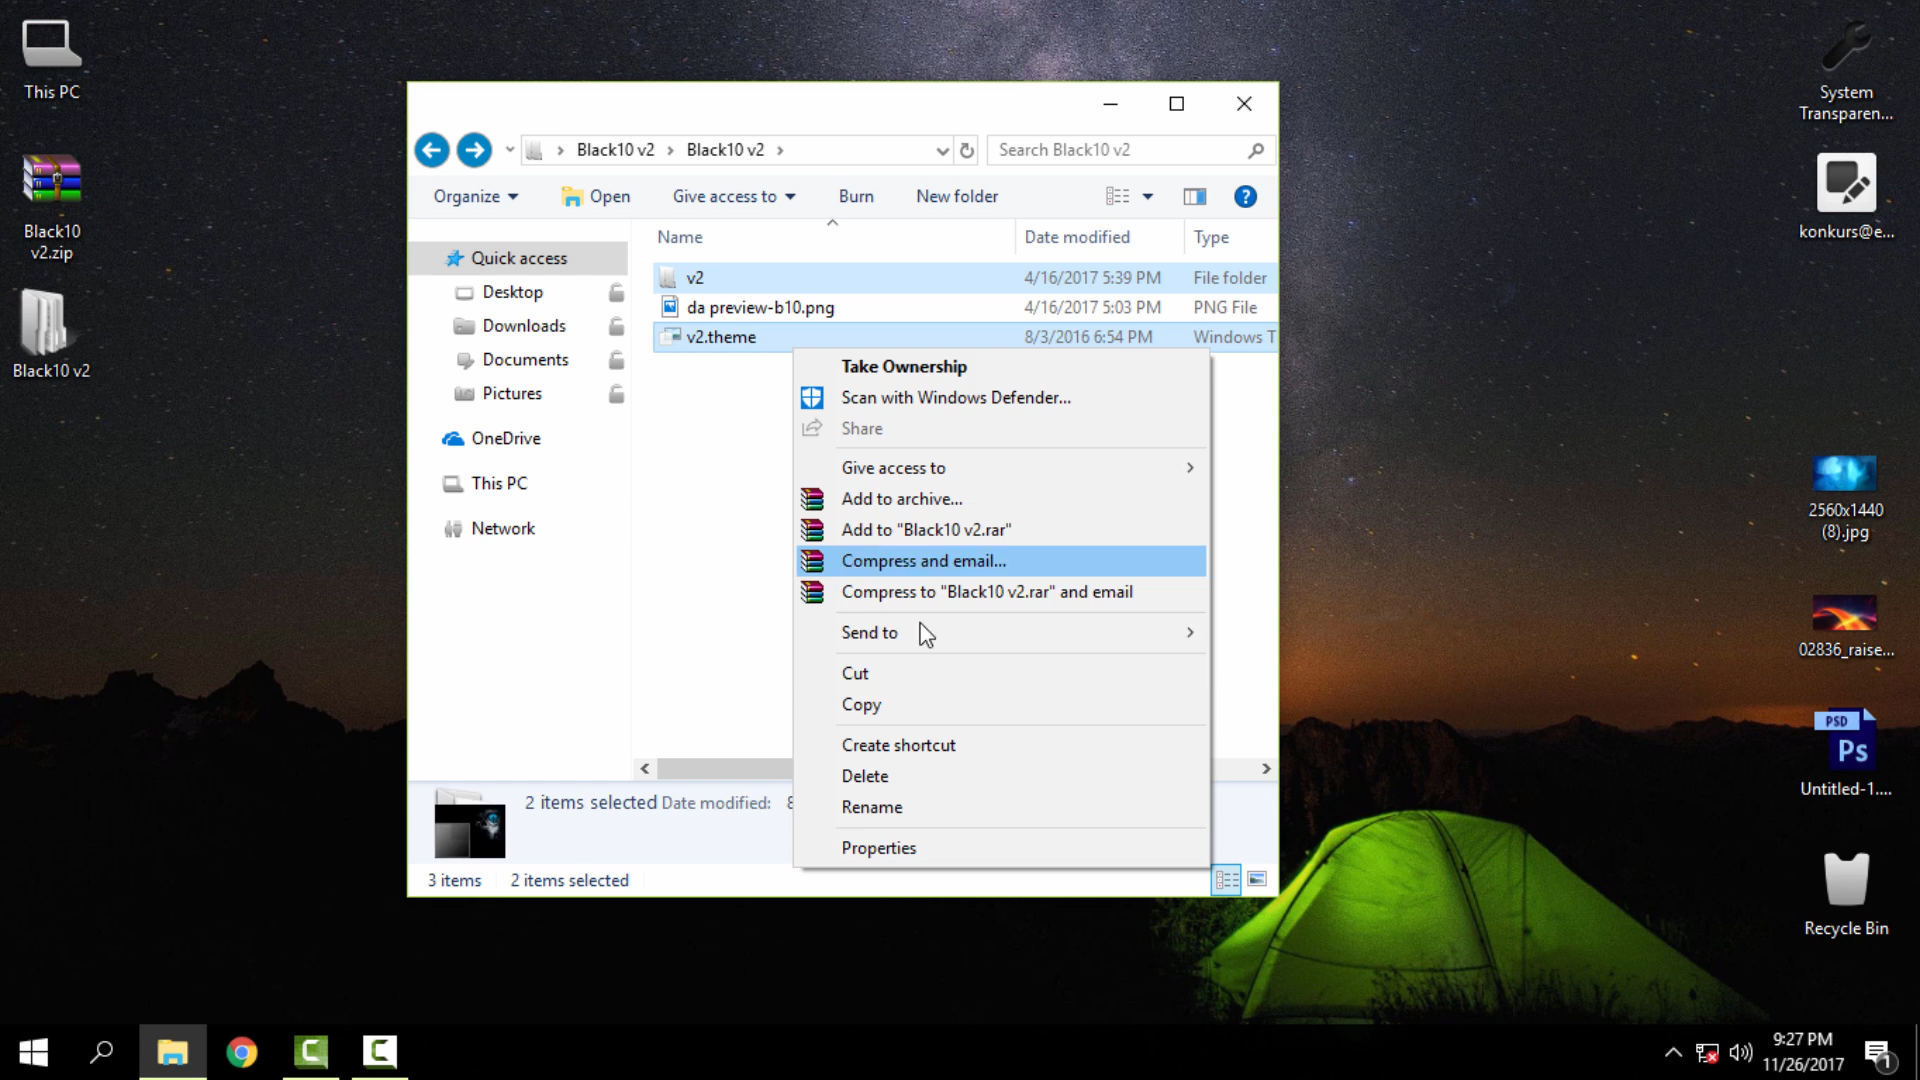 This PC
Black10
v2.zip
Black10 v2
Black10 v2
Black10 v2
Search Black10 v2
Organize
Open
Give access to
Burn
New folder
?
Name
Date modified
Type
Quick access
Desktop
Downloads
Documents
Pictures
OneDrive
This PC
Network
v2
4/16/2017 5:39 PM
File folder
da preview-b10.png
4/16/2017 5:03 PM
PNG File
v2.theme
8/3/2016 6:54 PM
Windows T
Take Ownership
Scan with Windows Defender...
Share
Give access to
Add to archive...
Add to "Black10 v2.rar"
Compress and email...
Compress to "Black10 v2.rar" and email
Send to
Cut
Copy
Create shortcut
Delete
Rename
Properties
2 items selected Date modified: 8
3 items
2 items selected
System
Transparen...
konkurs@e...
2560x1440
(8).jpg
02836_raise...
PSD
Ps
Untitled-1....
Recycle Bin
9:27 PM
11/26/2017
1